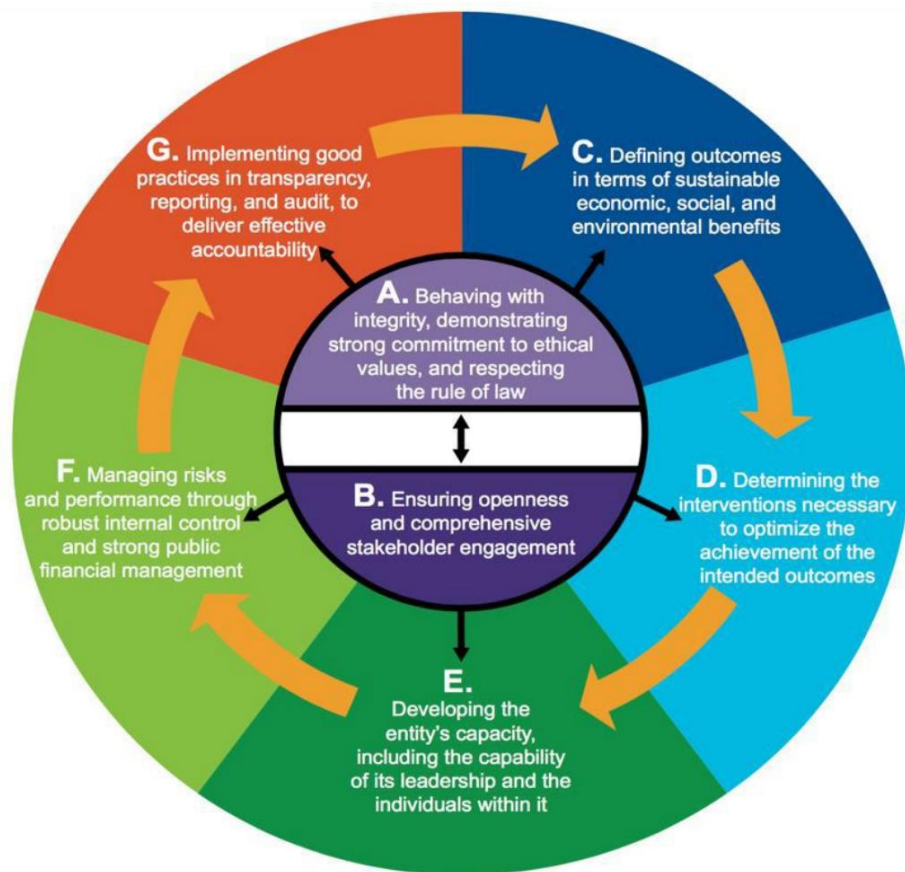 A. Behaving with
integrity, demonstrating
strong commitment to ethical
values, and respecting
the rule of law
B. Ensuring openness
and comprehensive
stakeholder engagement
C. Defining outcomes
in terms of sustainable
economic, social, and
environmental benefits
D. Determining the
interventions necessary
to optimize the
achievement of the
intended outcomes
E.
Developing the
entity's capacity,
including the capability
of its leadership and the
individuals within it
F. Managing risks
and performance through
robust internal control
and strong public
financial management
G. Implementing good
practices in transparency,
reporting, and audit, to
deliver effective
accountability